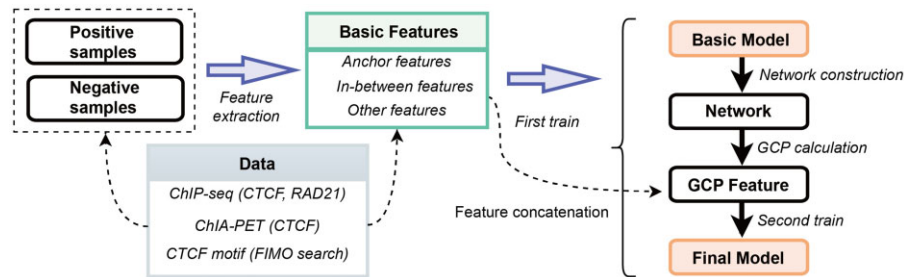 Positive
samples
Negative
samples
Feature
extraction
Basic Features
Anchor features
In-between features
Other features
First train
Data
ChIP-seq (CTCF, RAD21)
ChIA-PET (CTCF)
CTCF motif (FIMO search)
Feature concatenation
Basic Model
Network construction
Network
GCP calculation
GCP Feature
Second train
Final Model